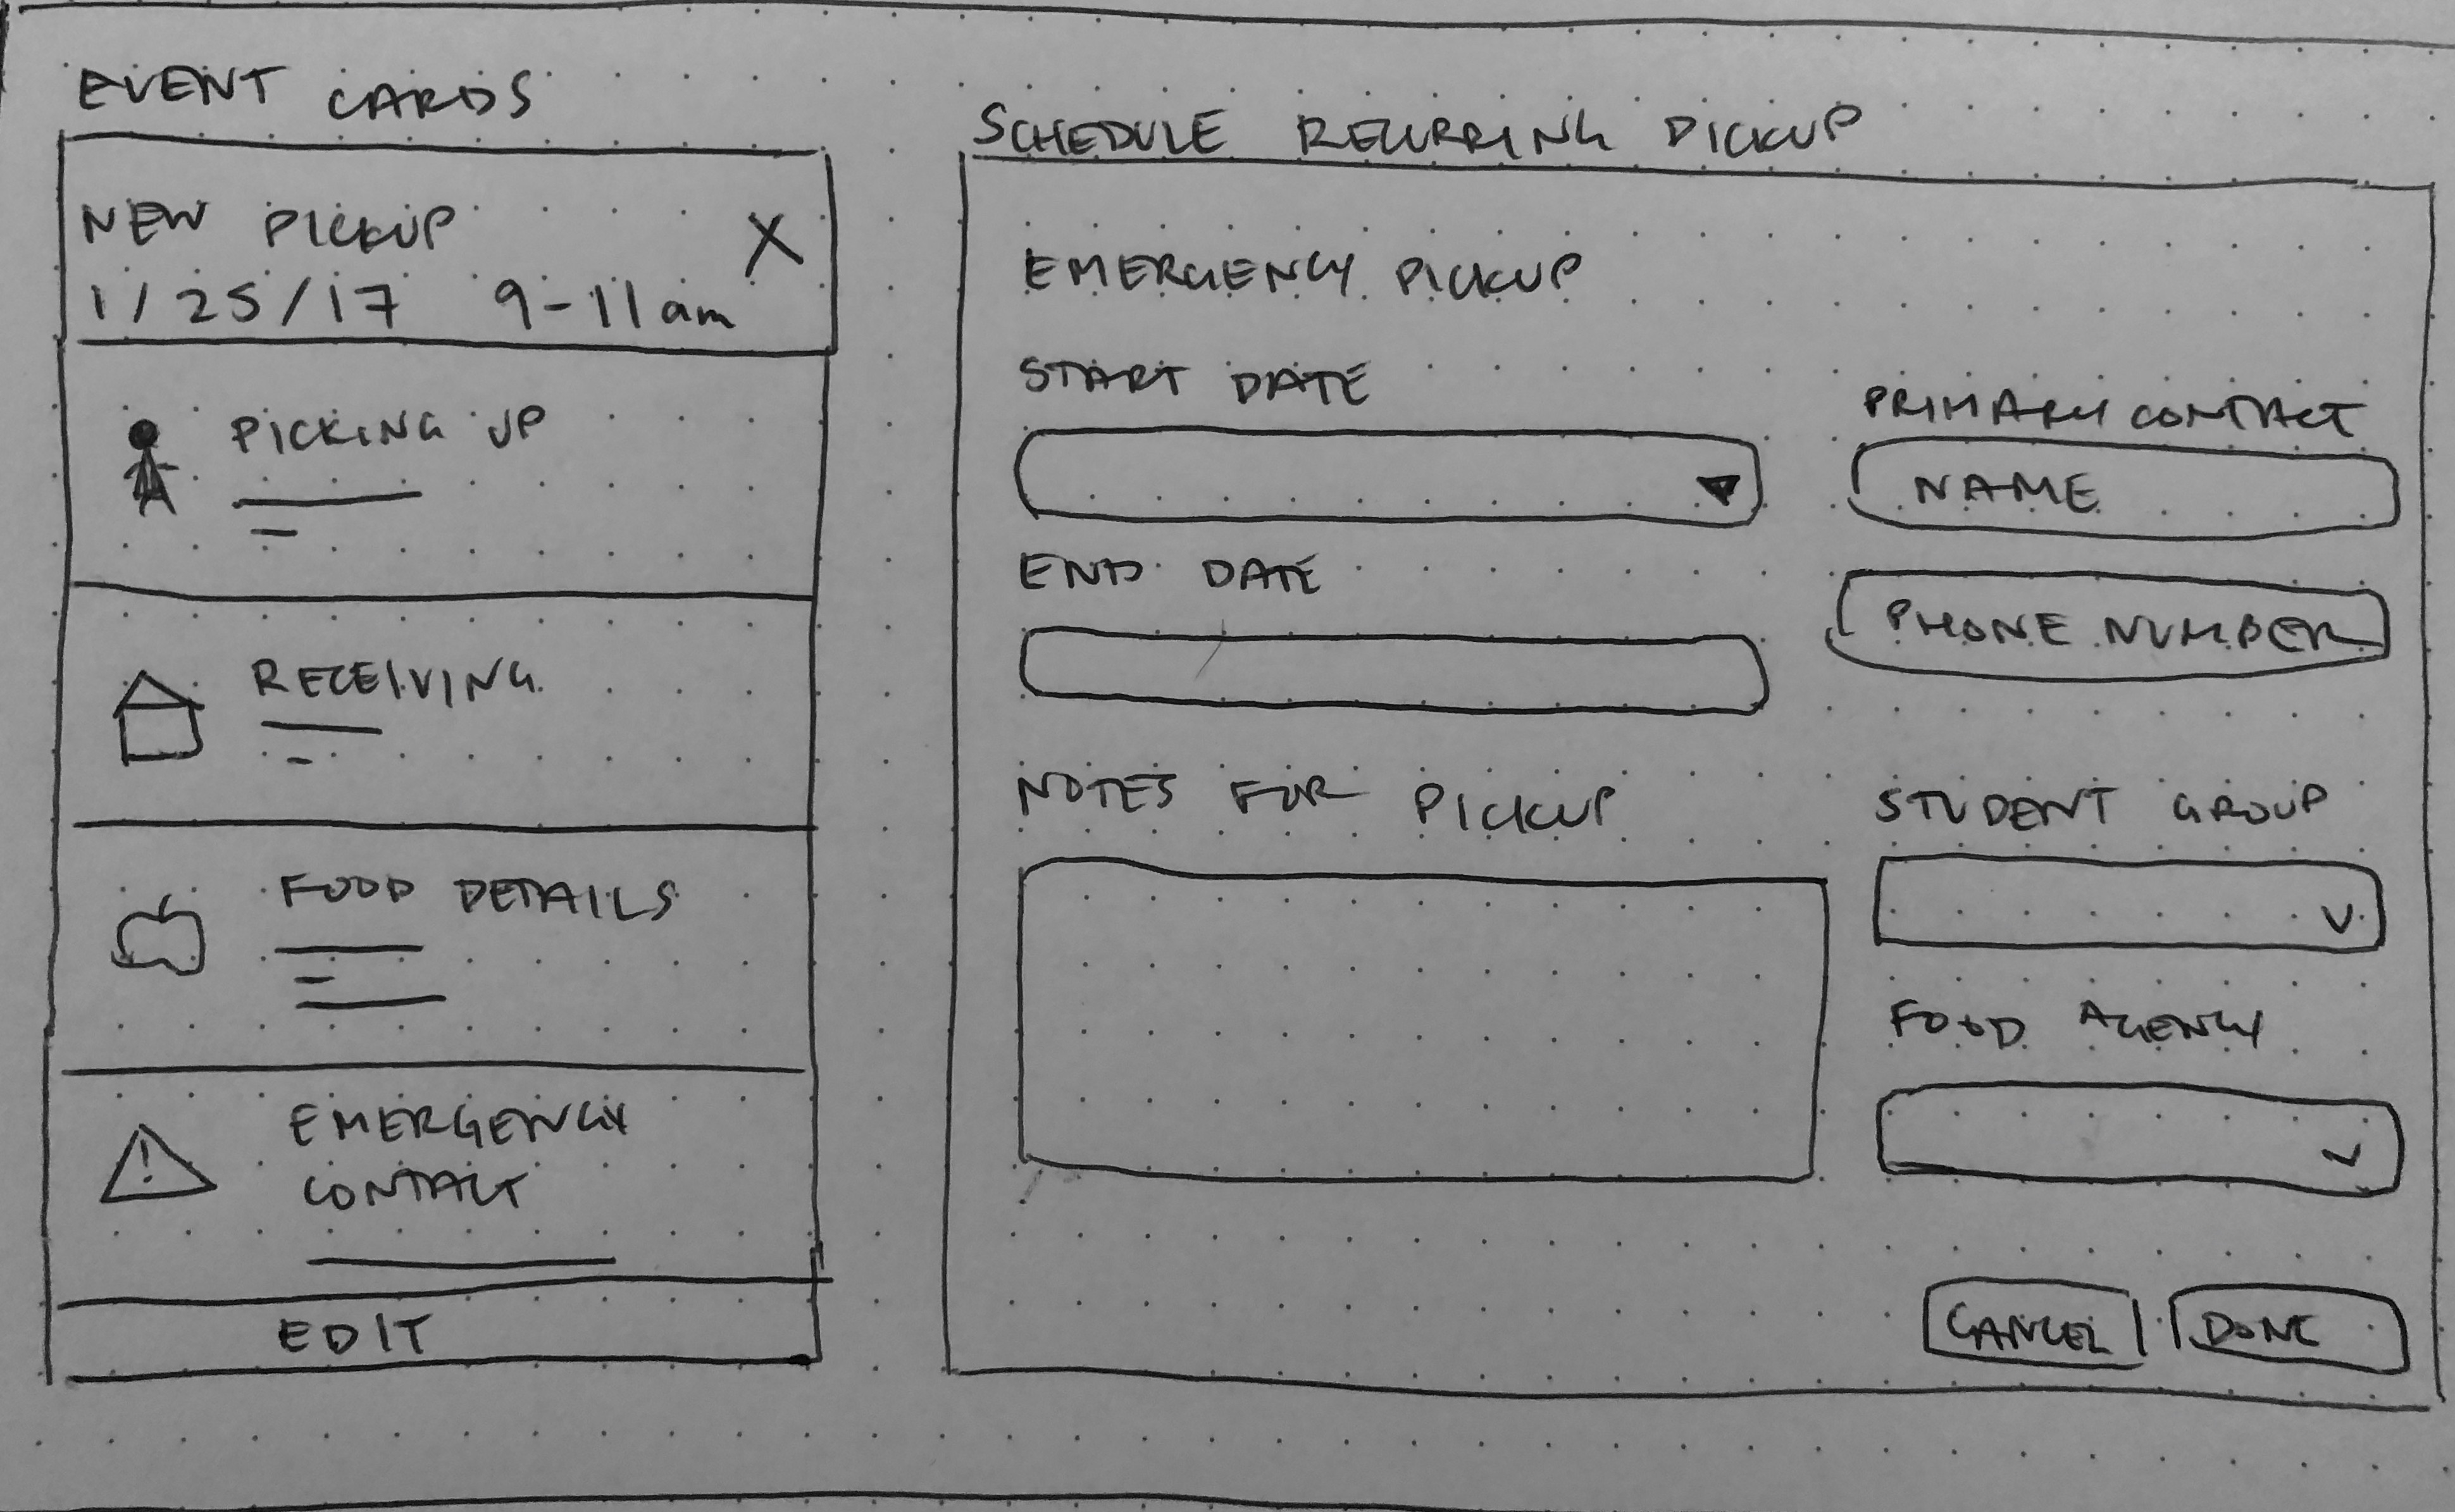 EVENT CARDS
NEW PICKUP X
1/25/17 9-11am
PICKING UP
RECEIVING
FOOD DETAILS
!
EMERGENCY
CONTACT
EDIT
SCHEDULE RECURRING PICKUP
EMERGENCY PICKUP
START DATE
END DATE
NOTES FOR PICKUP
PRIMARY CONTACT
NAME
PHONE NUMBER
STUDENT GROUP
FOOD AGENCY
CANCEL
DONE